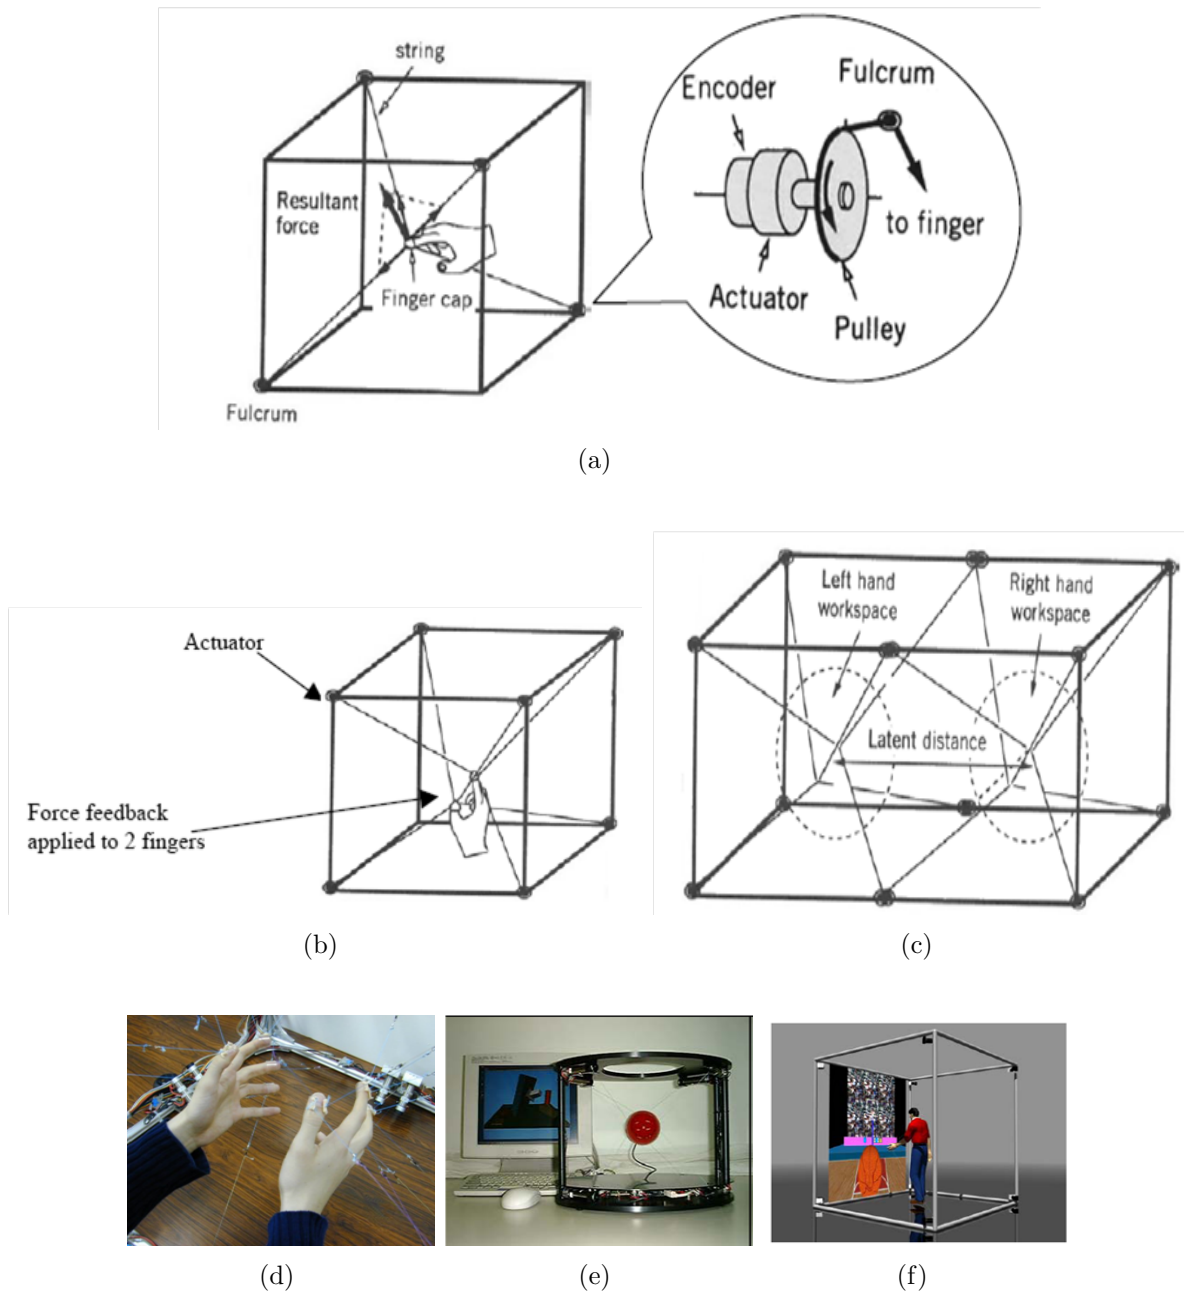 string
Resultant
force
Finger cap
Fulcrum
Encoder
Fulcrum
to finger
Actuator
Pulley
(a)
Actuator
Force feedback
applied to 2 fingers
(b)
Left hand
workspace
Right hand
workspace
Latent distance
(c)
(d)
(e)
(f)